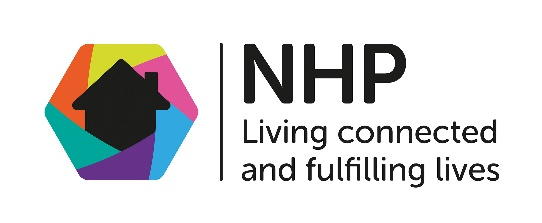 NHP
Living connected
and fulfilling lives